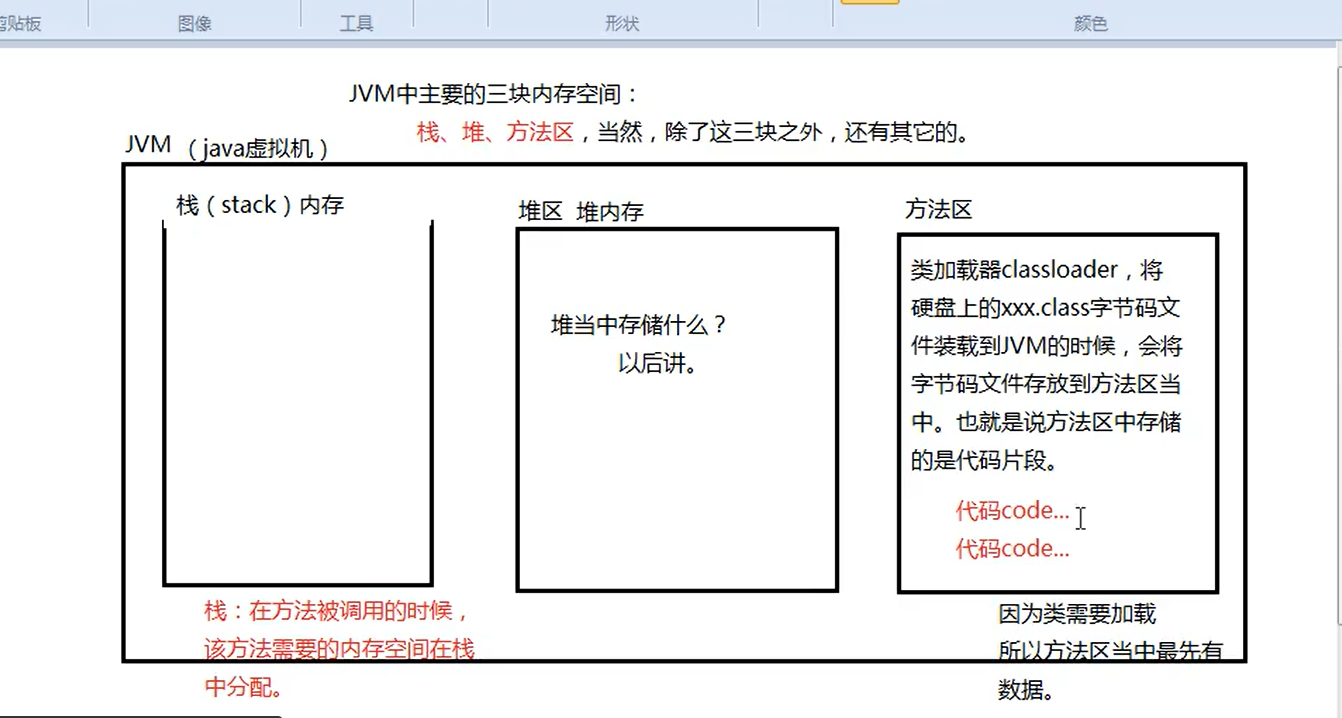 剪贴板
图像
工具
形状
颜色
JVM中主要的三块内存空间：
栈、堆、方法区，当然，除了这三块之外，还有其它的。
JVM （java虚拟机）
栈（stack）内存
栈：在方法被调用的时候，
该方法需要的内存空间在栈
中分配。
堆区 堆内存
堆当中存储什么？
以后讲。
方法区
类加载器classloader，将
硬盘上的xxx.class字节码文
件装载到JVM的时候，会将
字节码文件存放到方法区当
中。也就是说方法区中存储
的是代码片段。
代码code...
代码code...
因为类需要加载
所以方法区当中最先有
数据。